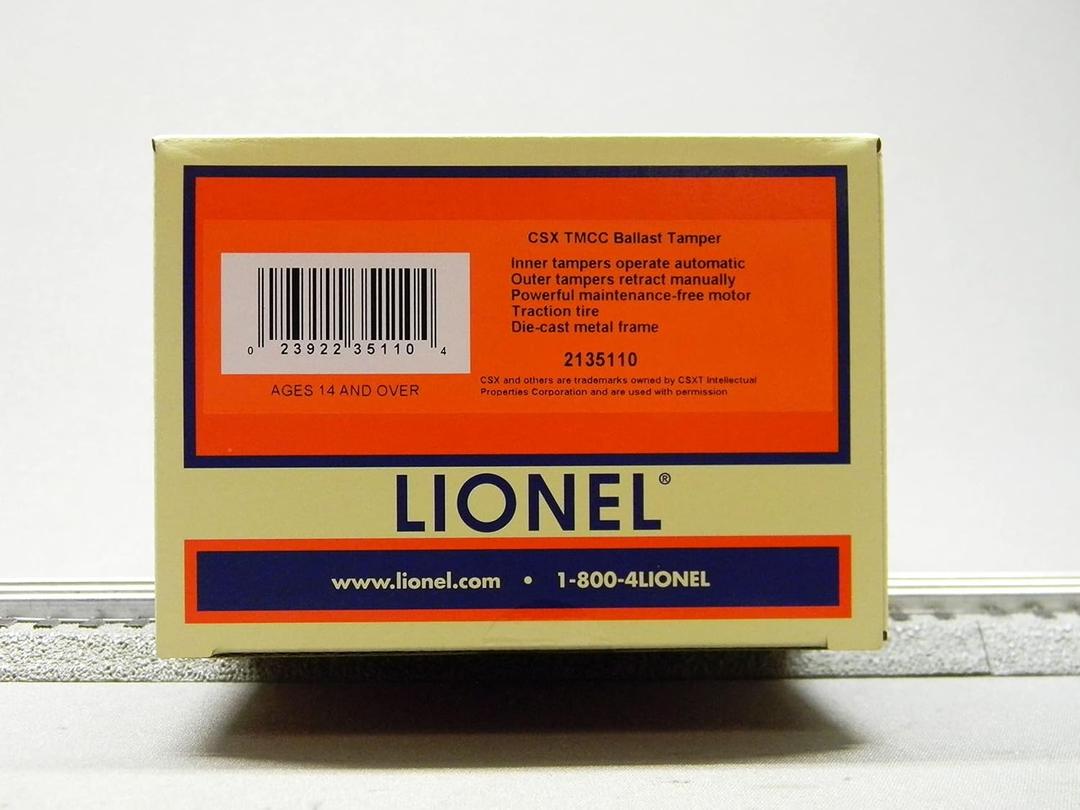 CSX TMCC Ballast Tamper
Inner tampers operate automatic
Outer tampers retract manually
Powerful maintenance-free motor
Traction tire
Die-cast metal frame
2135110
CSX and others are trademarks owned by CSXT Intellectual
Properties Corporation and are used with permission
0 23922 35110 4
AGES 14 AND OVER
LIONEL®
www.lionel.com • 1-800-4LIONEL